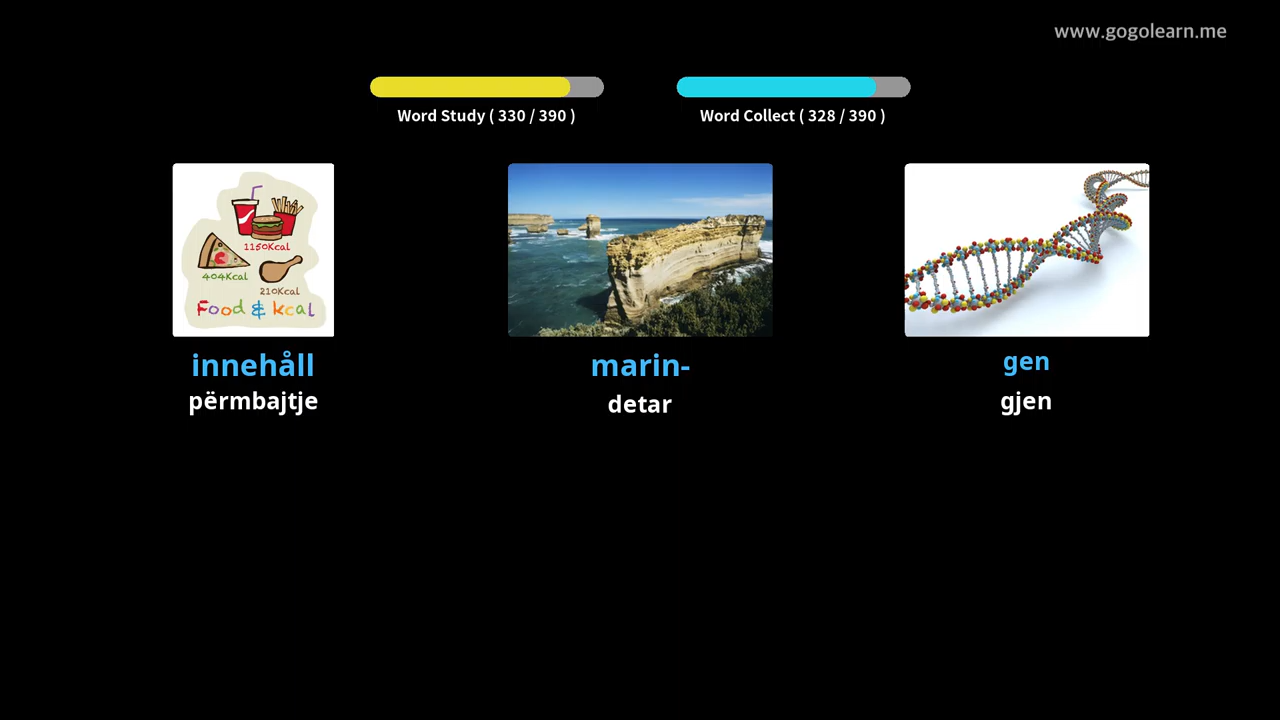 www.gogolearn.me
Word Study ( 330 / 390 )
Word Collect ( 328 / 390 )
1150Kcal
404Kcal
210Kcal
Food & kcal
innehåll
përmbajtje
marin-
detar
gen
gjen